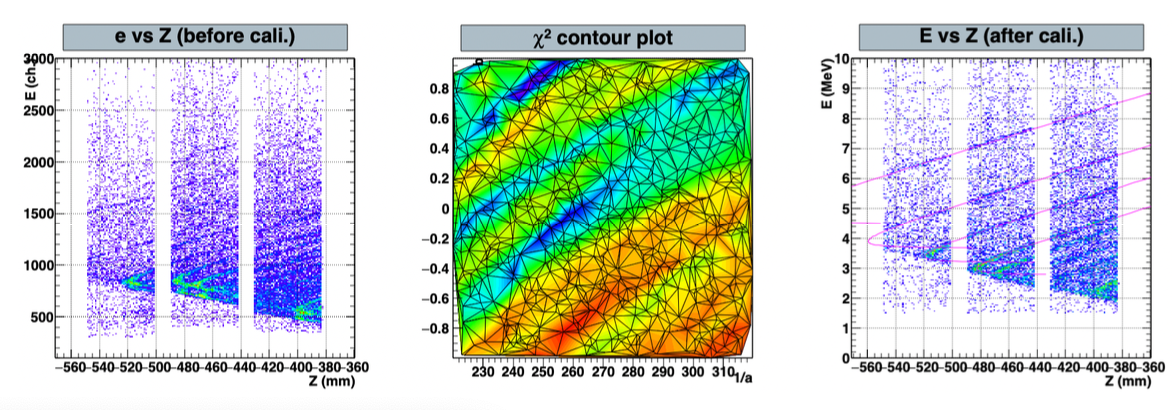 e vs Z (before cali.)
E (ch)
3000
2500
2000
1500
1000
500
−560 −540 −520 −500 −480 −460 −440 −420 −400 −380 −360
Z (mm)
χ² contour plot
0.8
0.6
0.4
0.2
0
−0.2
−0.4
−0.6
−0.8
230 240 250 260 270 280 290 300 310
1/a
E vs Z (after cali.)
E (MeV)
10
9
8
7
6
5
4
3
2
1
0
−560 −540 −520 −500 −480 −460 −440 −420 −400 −380 −360
Z (mm)